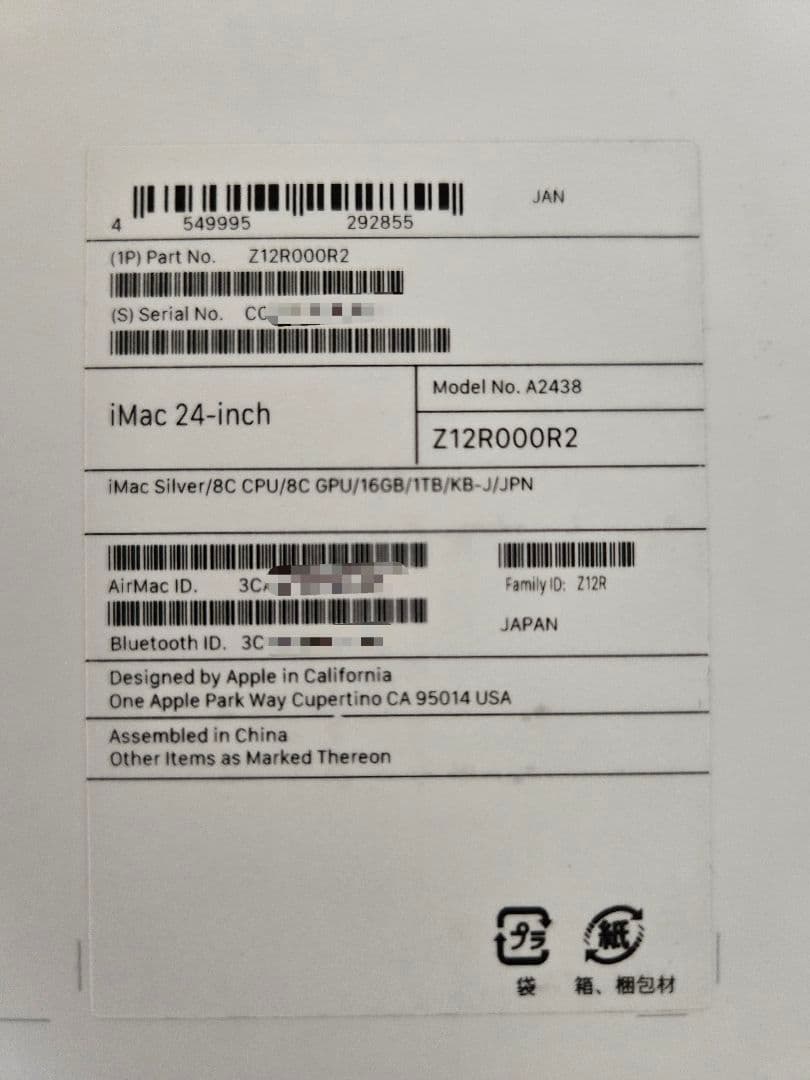 4 549995 292855
JAN
(1P) Part No. Z12R000R2
(S) Serial No.
iMac 24-inch
Model No. A2438
Z12R000R2
iMac Silver/8C CPU/8C GPU/16GB/1TB/KB-J/JPN
AirMac ID.
Family ID: Z12R
Bluetooth ID.
JAPAN
Designed by Apple in California
One Apple Park Way Cupertino CA 95014 USA
Assembled in China
Other Items as Marked Thereon
プラ 紙
袋 箱、梱包材